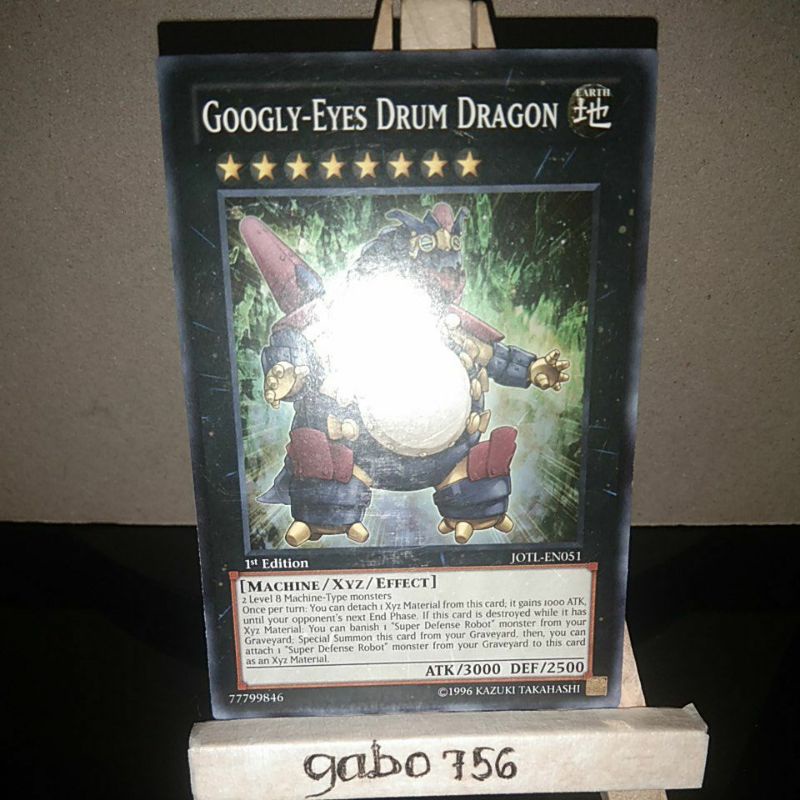 GOOGLY-EYES DRUM DRAGON
EARTH
地
1st Edition
JOTL-EN051
[MACHINE/XYZ/EFFECT]
2 Level 8 Machine-Type monsters
Once per turn: You can detach 1 Xyz Material from this card; it gains 1000 ATK,
until your opponent's next End Phase. If this card is destroyed while it has
Xyz Material: You can banish 1 "Super Defense Robot" monster from your
Graveyard; Special Summon this card from your Graveyard, then, you can
attach 1 "Super Defense Robot" monster from your Graveyard to this card
as an Xyz Material.
ATK/3000 DEF/2500
77799846
©1996 KAZUKI TAKAHASHI
gabo 756